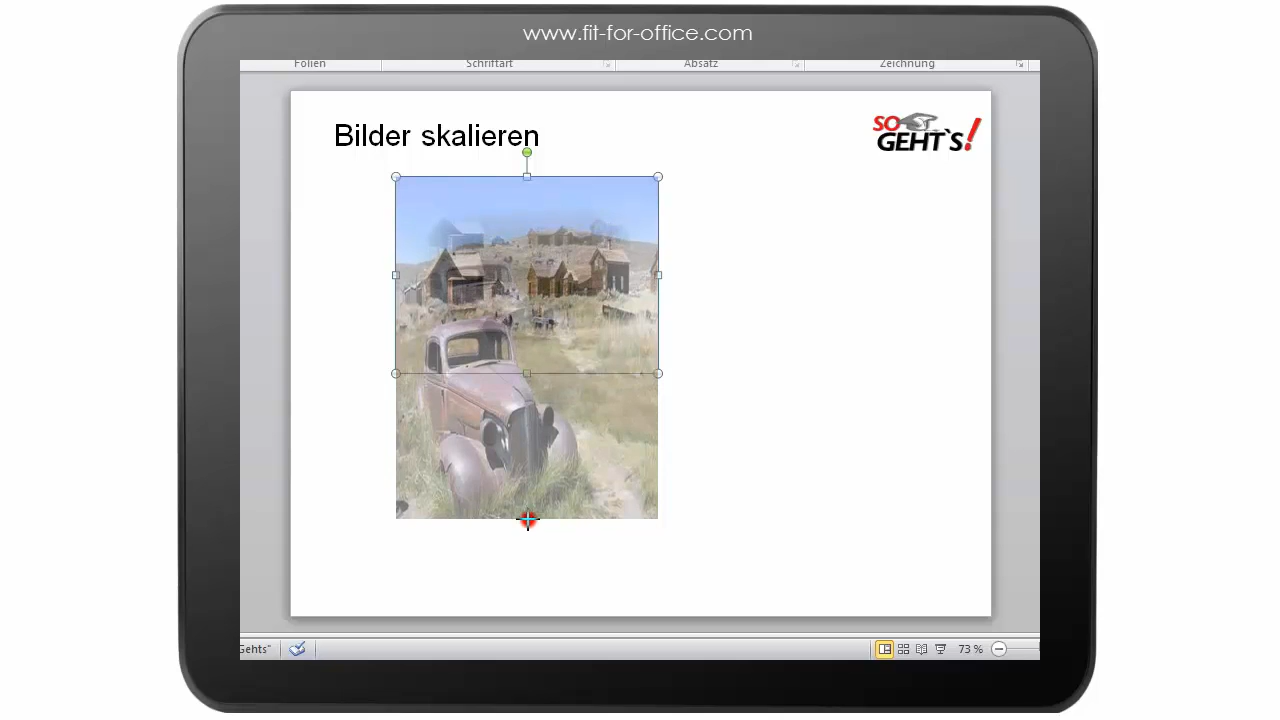 www.fit-for-office.com
Folien Schriftart Absatz Zeichnung
Bilder skalieren
SO
GEHT`S!
Gehts" 73 %